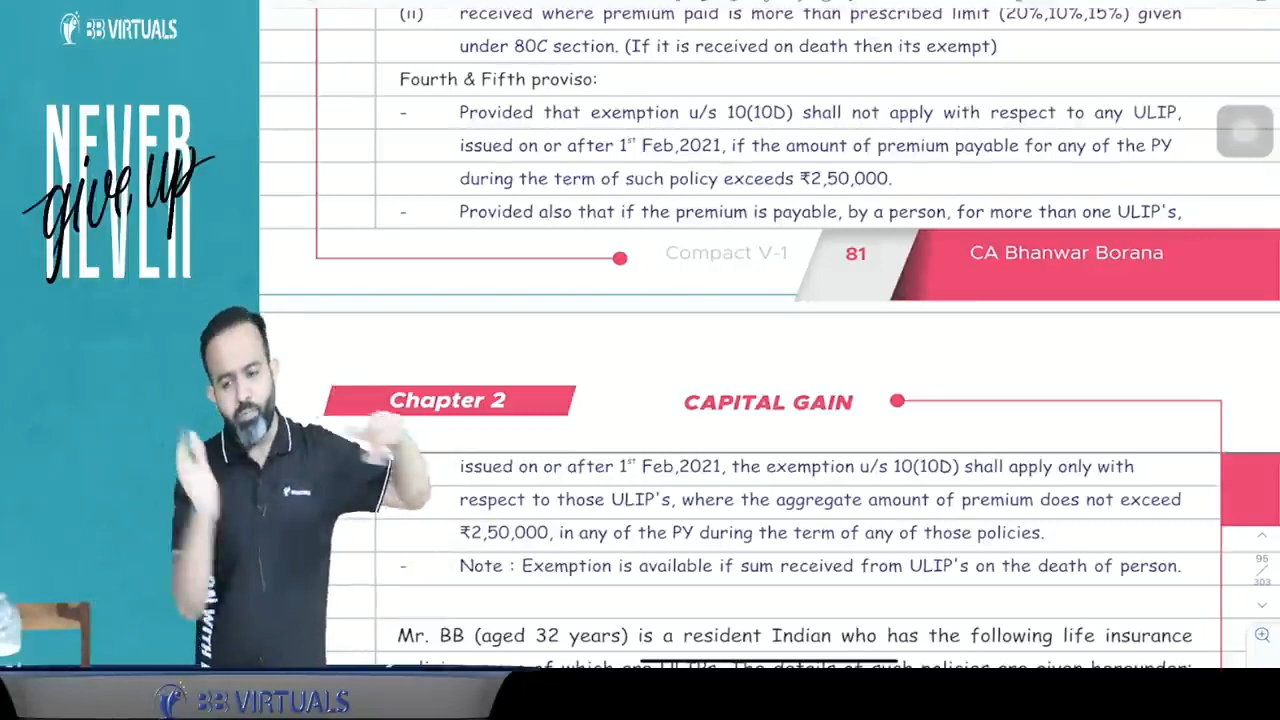 BB VIRTUALS
NEVER
give up
NEVER
(ii) received where premium paid is more than prescribed limit (20%,10%,15%) given
under 80C section. (If it is received on death then its exempt)
Fourth & Fifth proviso:
- Provided that exemption u/s 10(10D) shall not apply with respect to any ULIP,
issued on or after 1st Feb,2021, if the amount of premium payable for any of the PY
during the term of such policy exceeds ₹2,50,000.
- Provided also that if the premium is payable, by a person, for more than one ULIP's,
Compact V-1 81 CA Bhanwar Borana
Chapter 2 CAPITAL GAIN
issued on or after 1st Feb,2021, the exemption u/s 10(10D) shall apply only with
respect to those ULIP's, where the aggregate amount of premium does not exceed
₹2,50,000, in any of the PY during the term of any of those policies.
- Note : Exemption is available if sum received from ULIP's on the death of person.
95
303
Mr. BB (aged 32 years) is a resident Indian who has the following life insurance
BB VIRTUALS